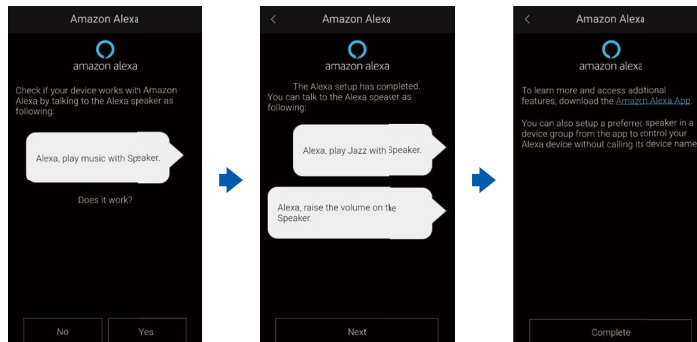 Amazon Alexa
amazon alexa
Check if your device works with Amazon
Alexa by talking to the Alexa speaker as
following:
Alexa, play music with Speaker.
Does it work?
No
Yes
Amazon Alexa
amazon alexa
The Alexa setup has completed.
You can talk to the Alexa speaker as
following:
Alexa, play Jazz with Speaker.
Alexa, raise the volume on the
Speaker.
Next
Amazon Alexa
amazon alexa
To learn more and access additional
features, download the Amazon Alexa App.
You can also setup a preferred speaker in a
device group from the app to control your
Alexa device without calling its device name
Complete